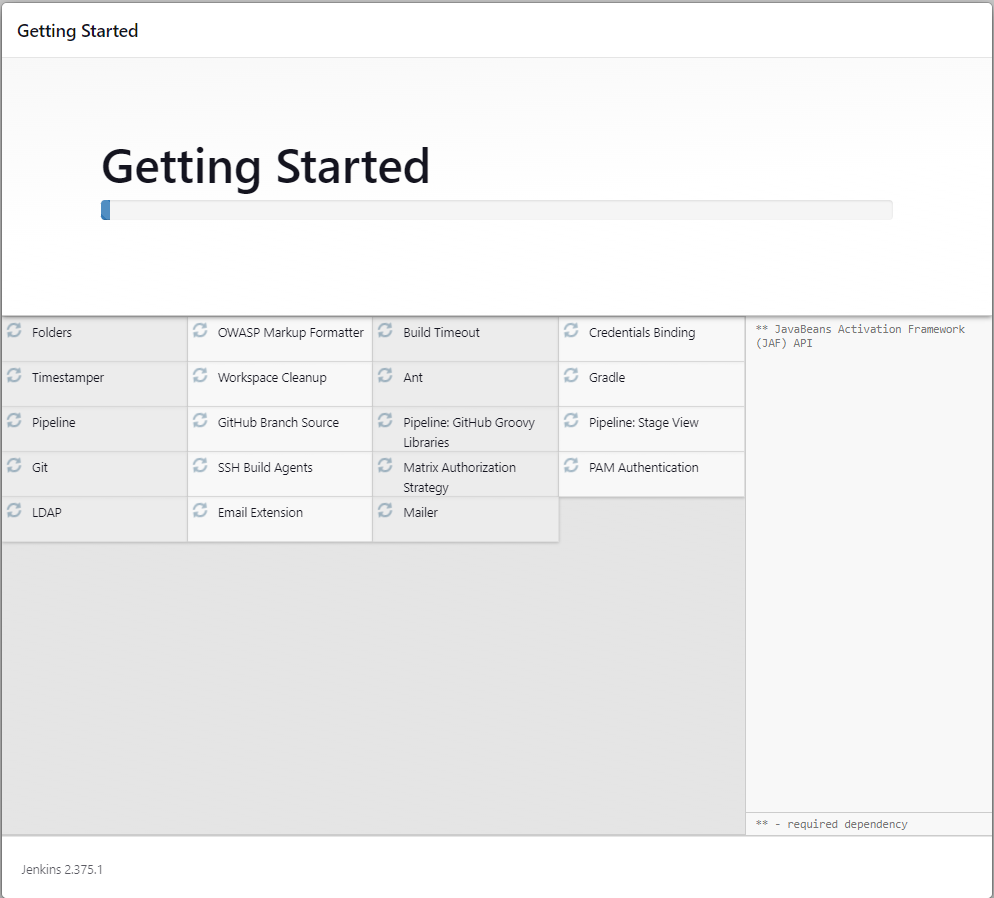 Getting Started
Getting Started
Folders
OWASP Markup Formatter
Build Timeout
Credentials Binding
** JavaBeans Activation Framework
(JAF) API
Timestamper
Workspace Cleanup
Ant
Gradle
Pipeline
GitHub Branch Source
Pipeline: GitHub Groovy
Libraries
Pipeline: Stage View
Git
SSH Build Agents
Matrix Authorization
Strategy
PAM Authentication
LDAP
Email Extension
Mailer
** - required dependency
Jenkins 2.375.1